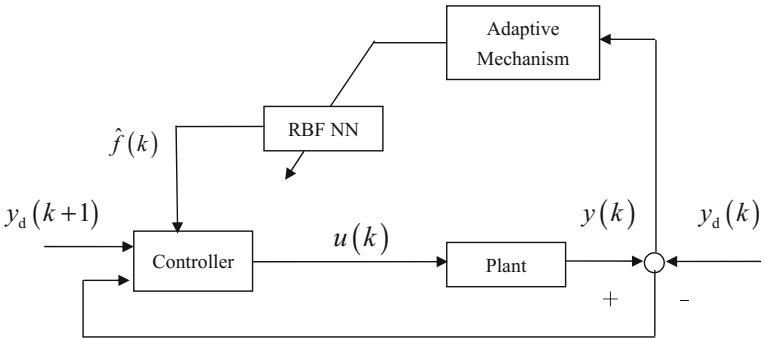 Adaptive
Mechanism
RBF NN
f̂(k)
y_d(k+1)
u(k)
y(k)
y_d(k)
Controller
Plant
+
−